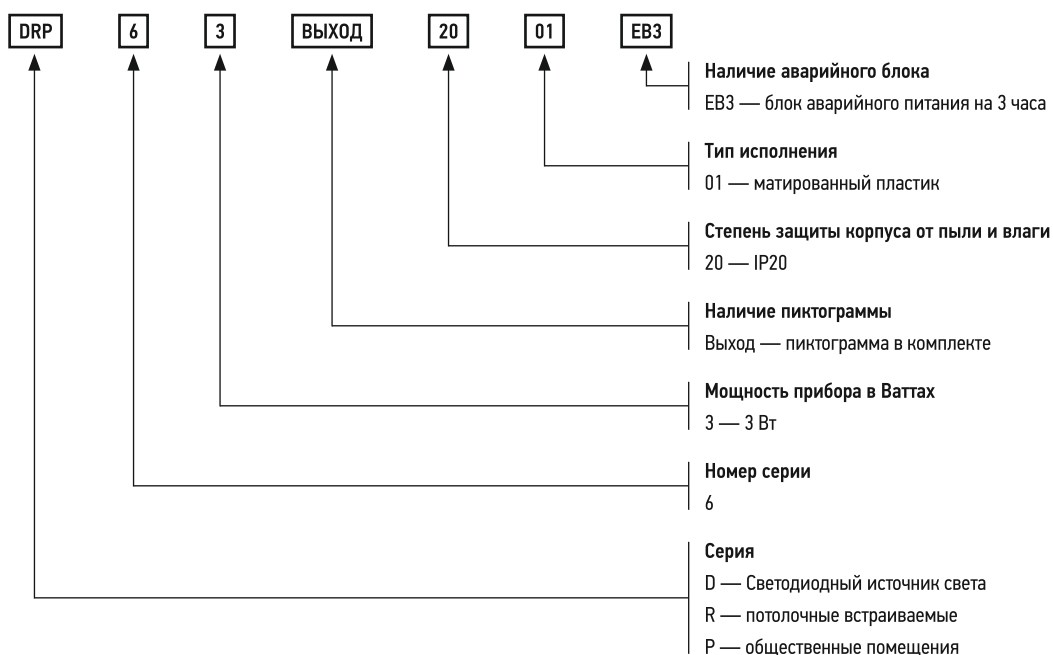 DRP 6 3 ВЫХОД 20 01 EB3
Наличие аварийного блока
EB3 — блок аварийного питания на 3 часа
Тип исполнения
01 — матированный пластик
Степень защиты корпуса от пыли и влаги
20 — IP20
Наличие пиктограммы
Выход — пиктограмма в комплекте
Мощность прибора в Ваттах
3 — 3 Вт
Номер серии
6
Серия
D — Светодиодный источник света
R — потолочные встраиваемые
P — общественные помещения